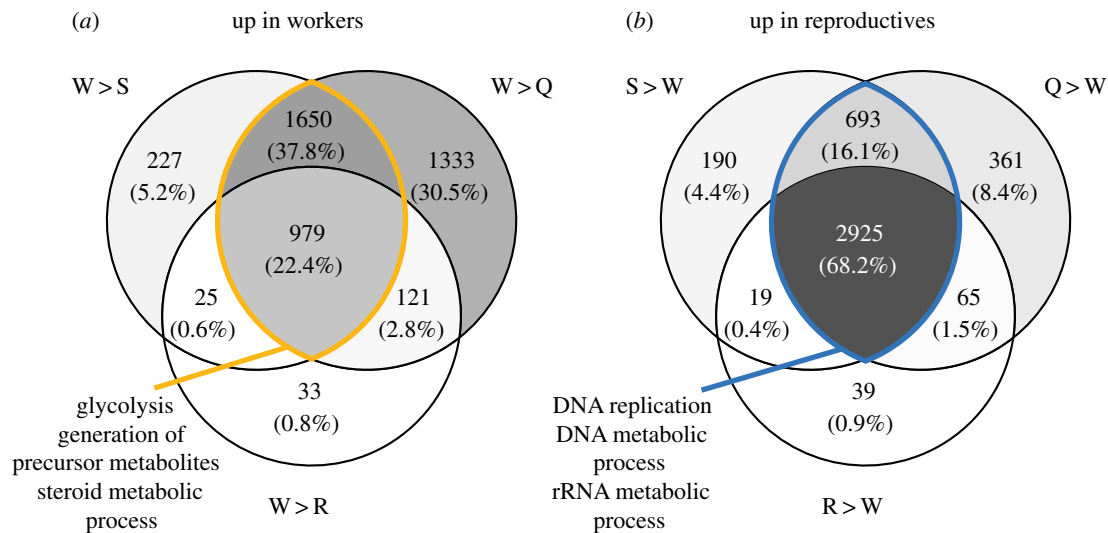 (a) up in workers
W > S
W > Q
1650
(37.8%)
227
(5.2%)
1333
(30.5%)
979
(22.4%)
25
(0.6%)
121
(2.8%)
33
(0.8%)
glycolysis
generation of
precursor metabolites
steroid metabolic
process
W > R
(b) up in reproductives
S > W
Q > W
693
(16.1%)
190
(4.4%)
361
(8.4%)
2925
(68.2%)
19
(0.4%)
65
(1.5%)
39
(0.9%)
DNA replication
DNA metabolic
process
rRNA metabolic
process
R > W